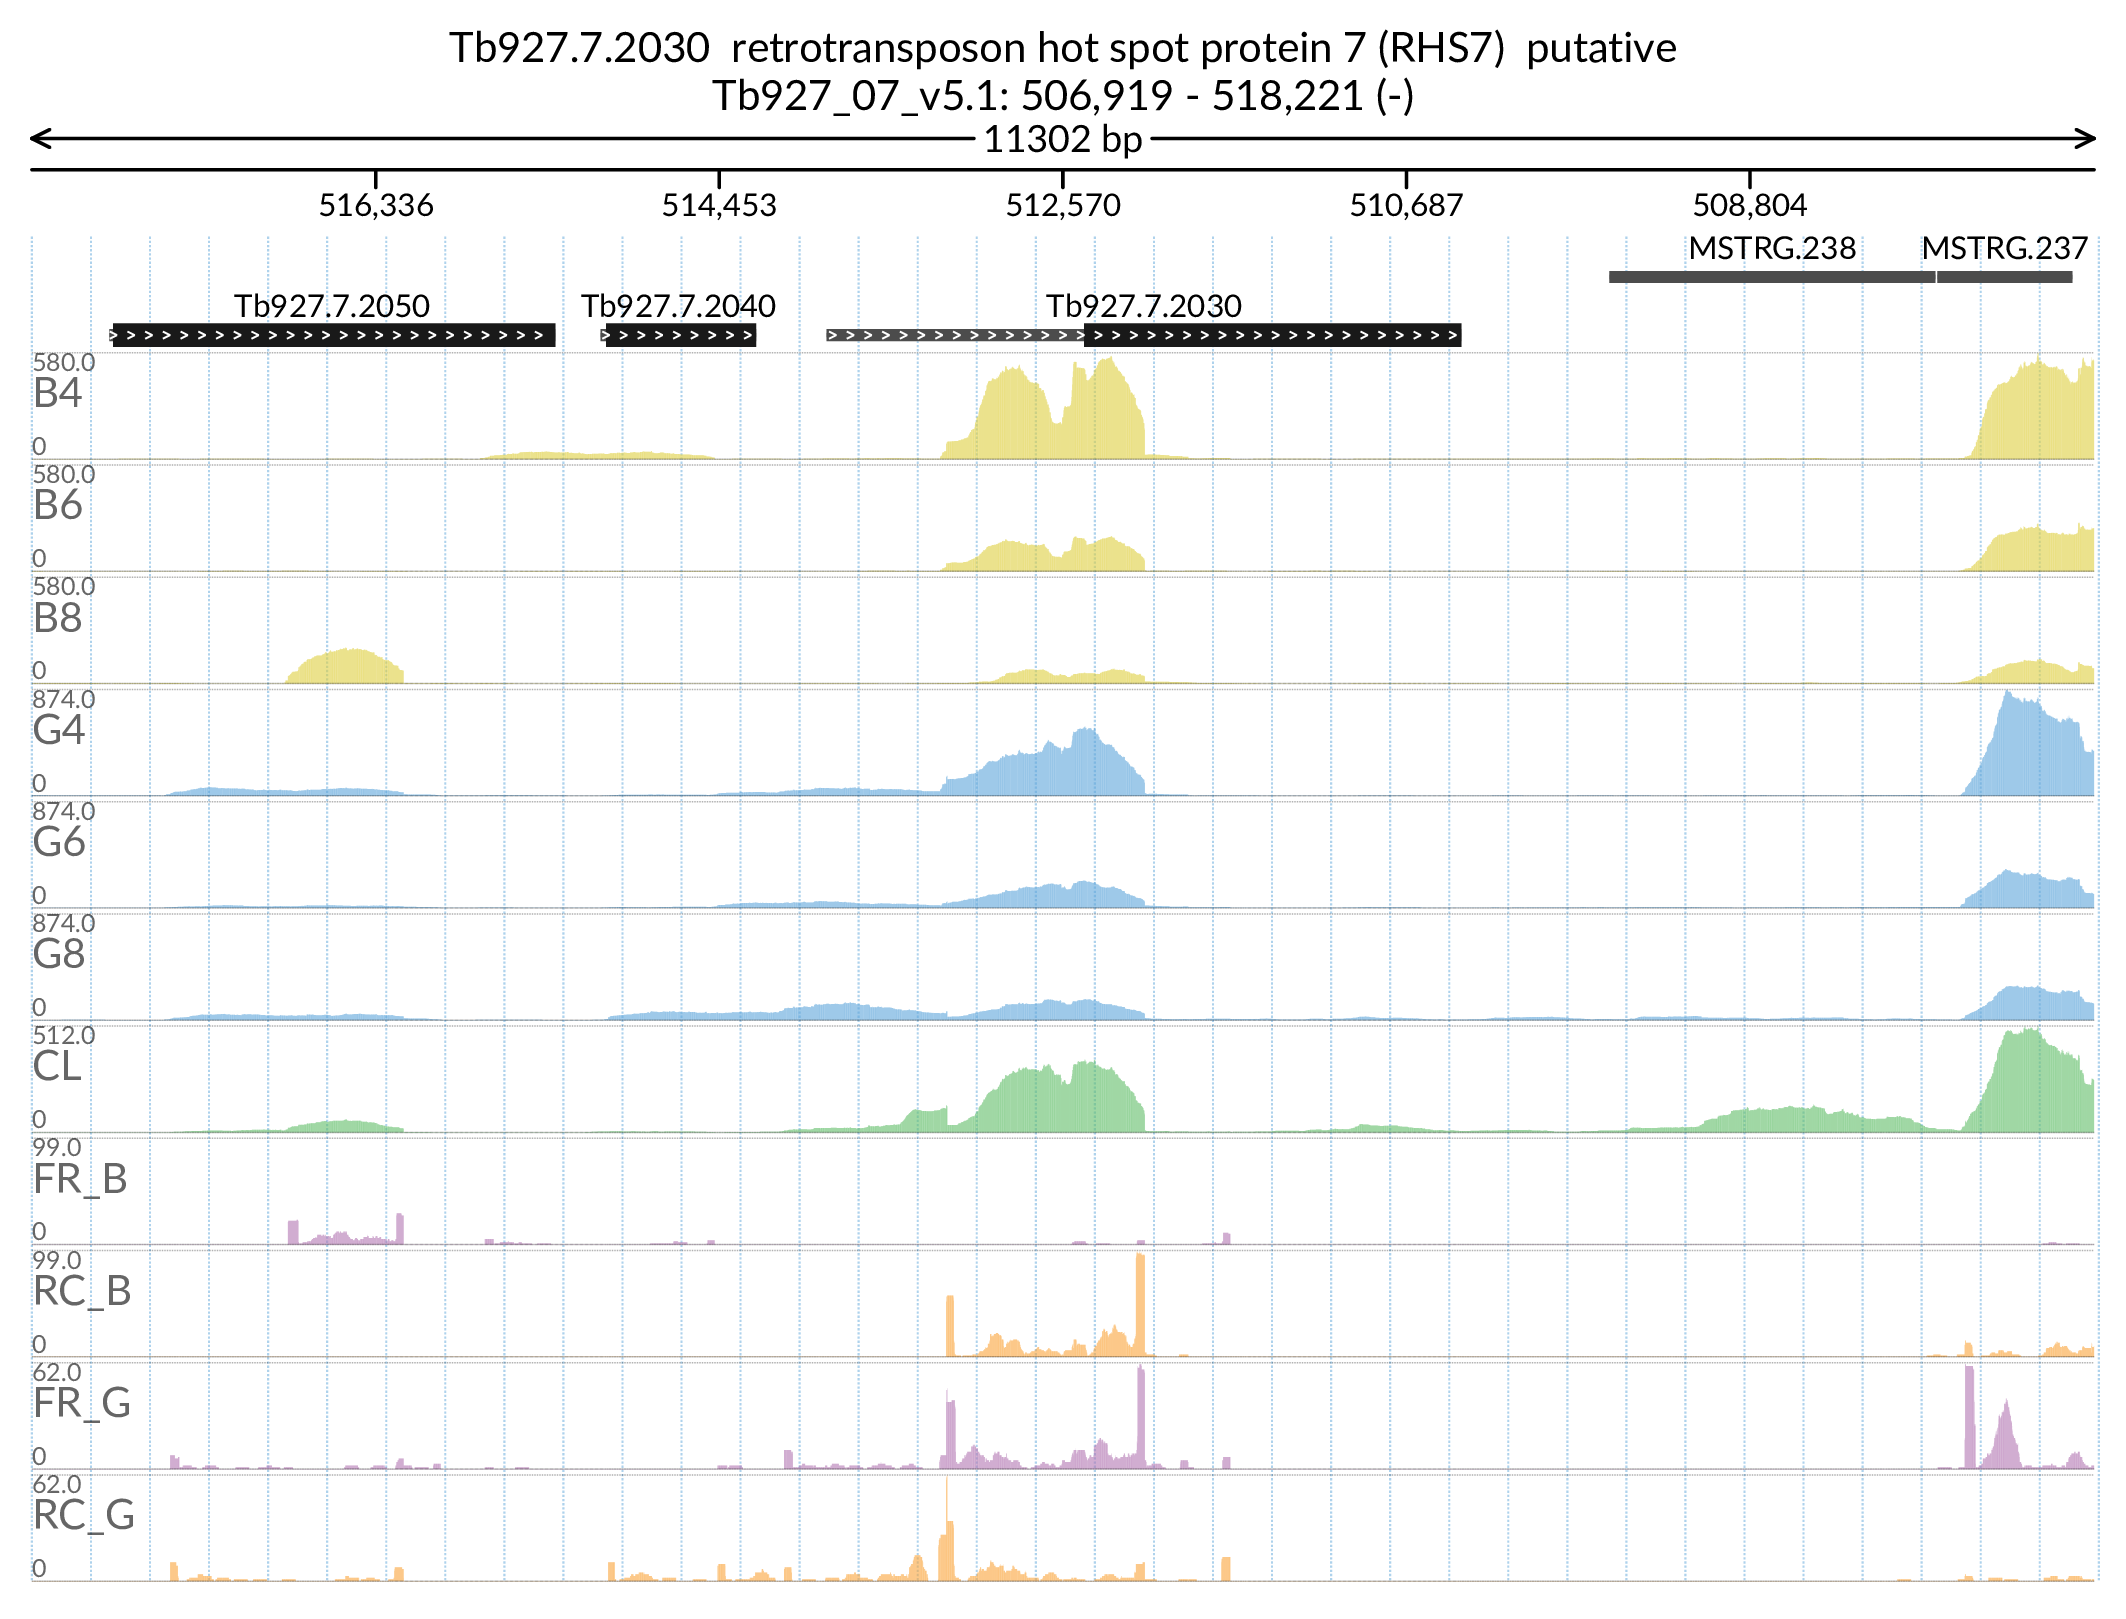 Tb927.7.2030  retrotransposon hot spot protein 7 (RHS7)  putative
Tb927_07_v5.1: 506,919 - 518,221 (-)
11302 bp
516,336 514,453 512,570 510,687 508,804
MSTRG.238 MSTRG.237
Tb927.7.2050 Tb927.7.2040 Tb927.7.2030
580.0
B4
0
580.0
B6
0
580.0
B8
0
874.0
G4
0
874.0
G6
0
874.0
G8
0
512.0
CL
0
99.0
FR_B
0
99.0
RC_B
0
62.0
FR_G
0
62.0
RC_G
0